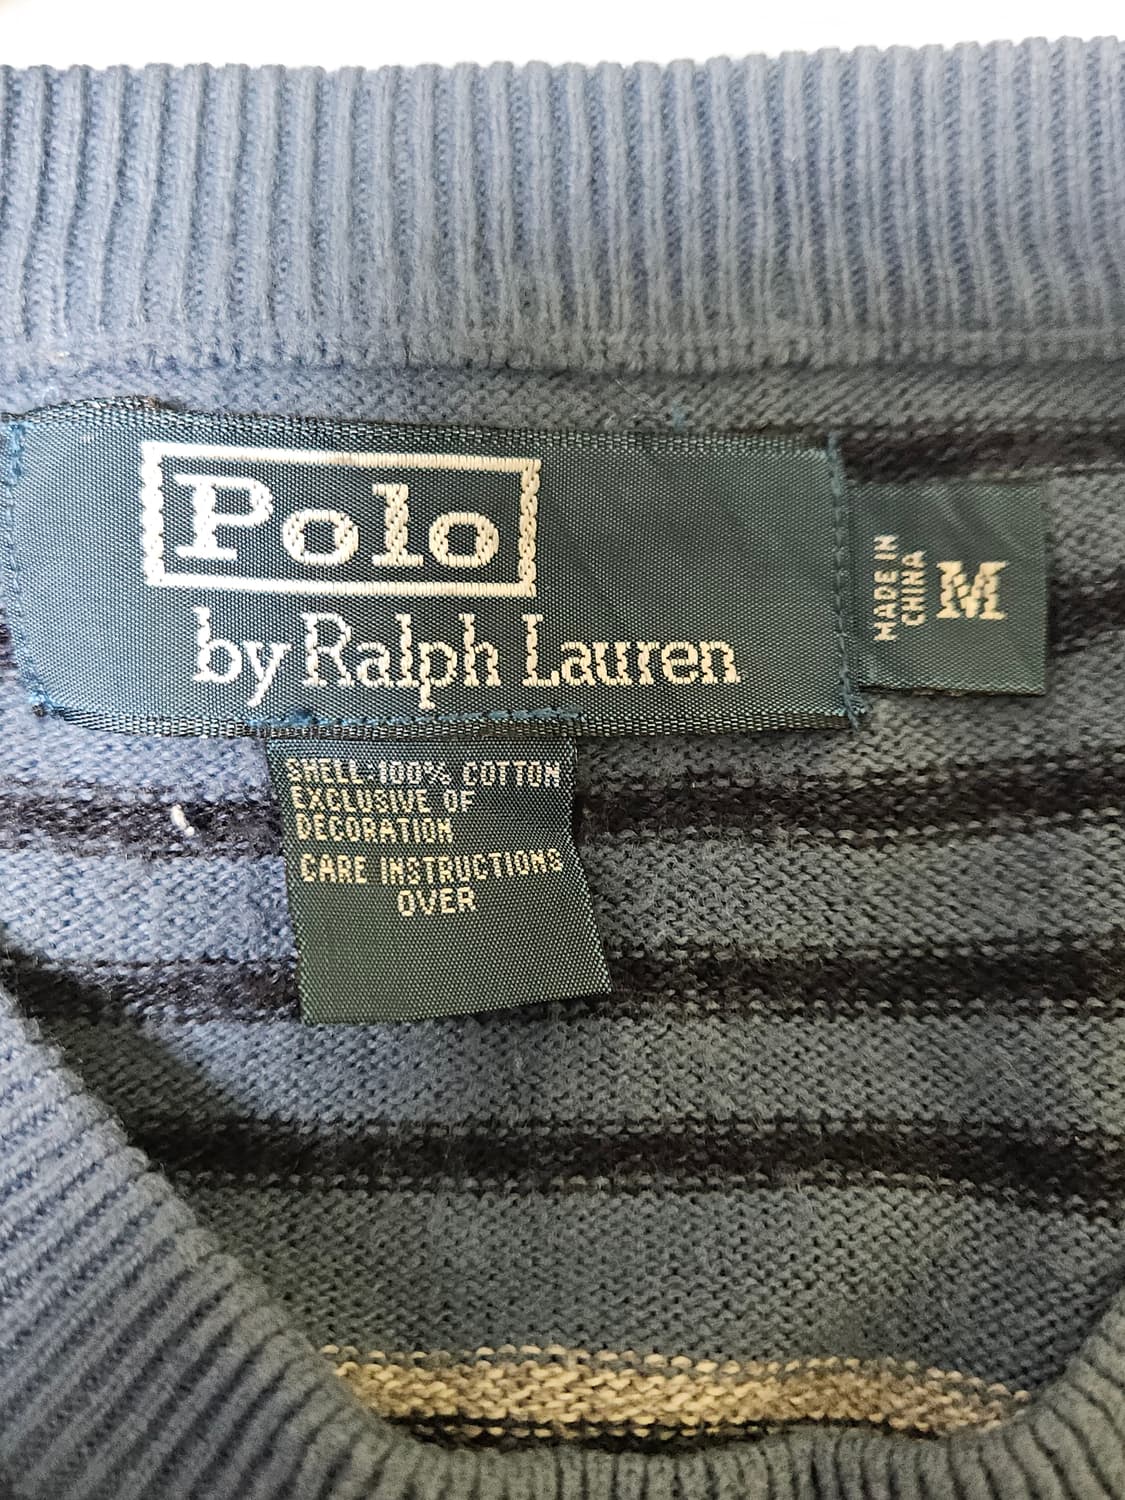 Polo
by Ralph Lauren
MADE IN
CHINA
M
SHELL-100% COTTON
EXCLUSIVE OF
DECORATION
CARE INSTRUCTIONS
OVER